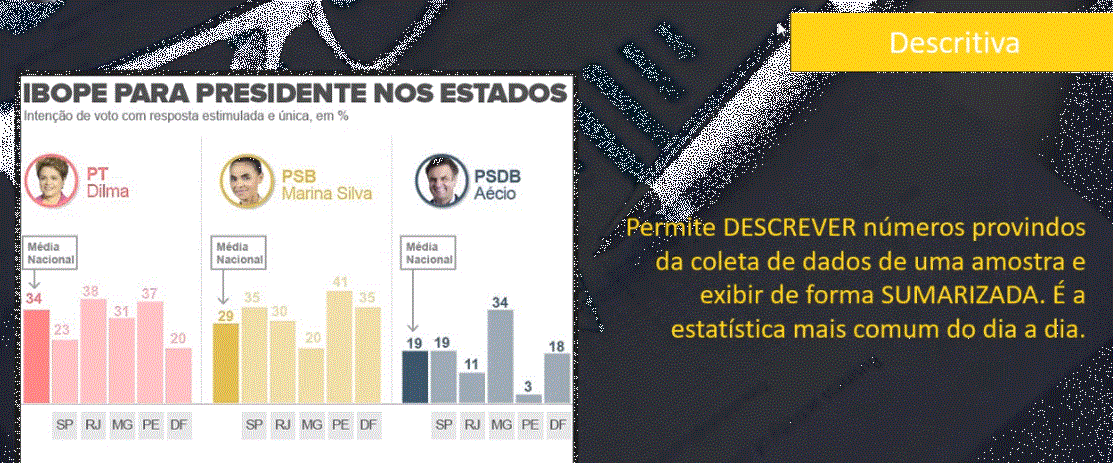 Descritiva
IBOPE PARA PRESIDENTE NOS ESTADOS
Intenção de voto com resposta estimulada e única, em %
PT
Dilma
PSB
Marina Silva
PSDB
Aécio
Média
Nacional
Média
Nacional
Média
Nacional
34 23 38 31 37 20
29 35 30 20 41 35
19 19 11 34 3 18
SP RJ MG PE DF
SP RJ MG PE DF
SP RJ MG PE DF
Permite DESCREVER números provindos
da coleta de dados de uma amostra e
exibir de forma SUMARIZADA. É a
estatística mais comum do dia a dia.